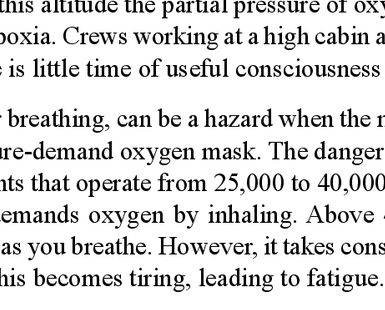 this altitude the partial pressure of oxy
poxia. Crews working at a high cabin a
e is little time of useful consciousness
r breathing, can be a hazard when the
ure-demand oxygen mask. The danger
nts that operate from 25,000 to 40,000
demands oxygen by inhaling. Above
as you breathe. However, it takes cons
his becomes tiring, leading to fatigue.